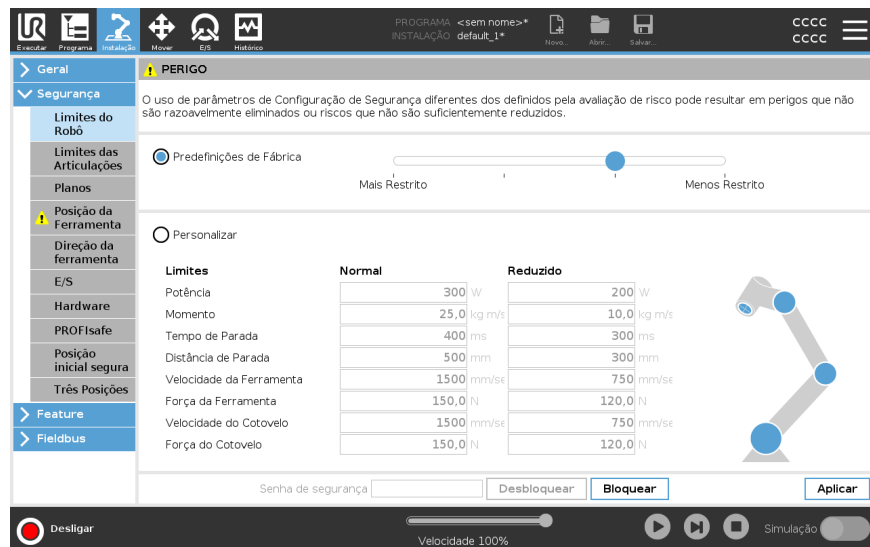 PROGRAMA <sem nome>*
INSTALAÇÃO default_1*
Executar Programa Instalação Mover E/S Histórico Novo... Abrir... Salvar...
cccc
cccc
Geral
Segurança
Limites do
Robô
Limites das
Articulações
Planos
Posição da
Ferramenta
Direção da
ferramenta
E/S
Hardware
PROFIsafe
Posição
inicial segura
Três Posições
Feature
Fieldbus
PERIGO
O uso de parâmetros de Configuração de Segurança diferentes dos definidos pela avaliação de risco pode resultar em perigos que não
são razoavelmente eliminados ou riscos que não são suficientemente reduzidos.
Predefinições de Fábrica
Mais Restrito Menos Restrito
Personalizar
Limites Normal Reduzido
Potência 300 W 200 W
Momento 25,0 kg m/s 10,0 kg m/s
Tempo de Parada 400 ms 300 ms
Distância de Parada 500 mm 300 mm
Velocidade da Ferramenta 1500 mm/se 750 mm/se
Força da Ferramenta 150,0 N 120,0 N
Velocidade do Cotovelo 1500 mm/se 750 mm/se
Força do Cotovelo 150,0 N 120,0 N
Senha de segurança Desbloquear Bloquear Aplicar
Desligar Velocidade 100% Simulação